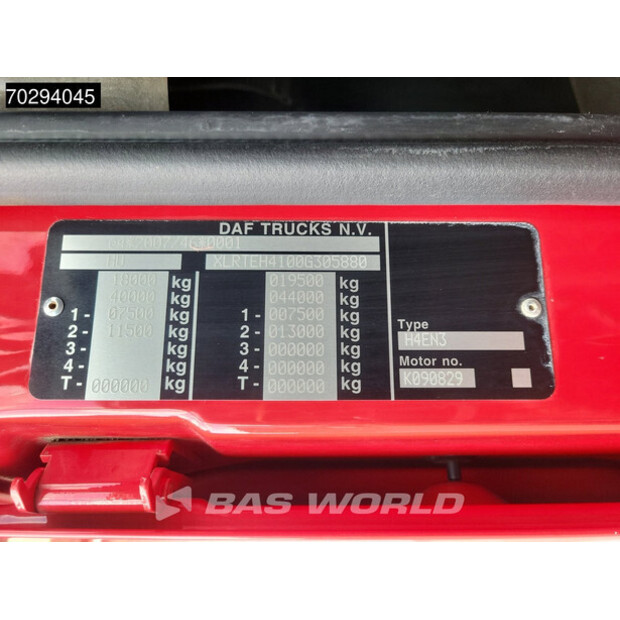 70294045
DAF TRUCKS N.V.
XLRTEH4100G305880
18000 kg 019500 kg
40000 kg 044000 kg
1- 07500 kg 1- 007500 kg
2- 11500 kg 2- 013000 kg
3- kg 3- 000000 kg
4- kg 4- 000000 kg
T- 000000 kg T- 000000 kg
Type
H4EN3
Motor no.
K090829
BAS WORLD